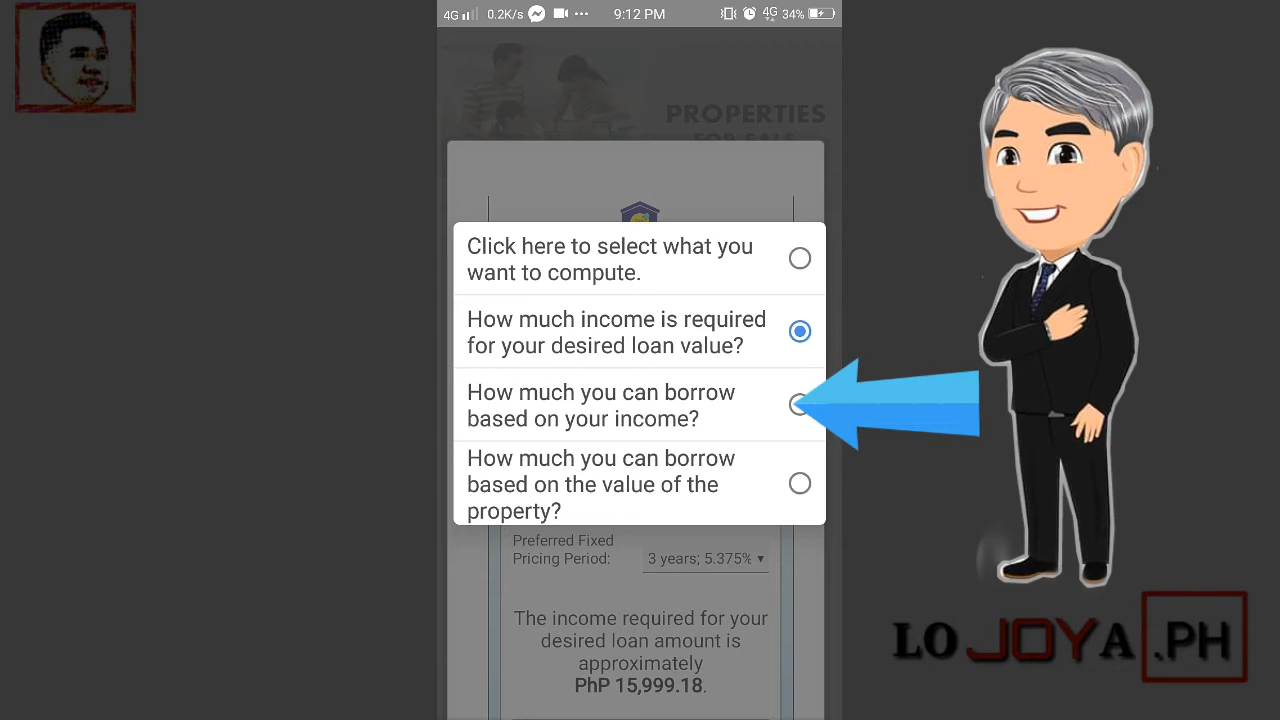 4G 0.2K/s 9:12 PM 4G 34%
PROPERTIES
FOR SALE
Click here to select what you
want to compute.
How much income is required
for your desired loan value?
How much you can borrow
based on your income?
How much you can borrow
based on the value of the
property?
Preferred Fixed
Pricing Period: 3 years; 5.375%
The income required for your
desired loan amount is
approximately
PhP 15,999.18.
LOJOYA.PH